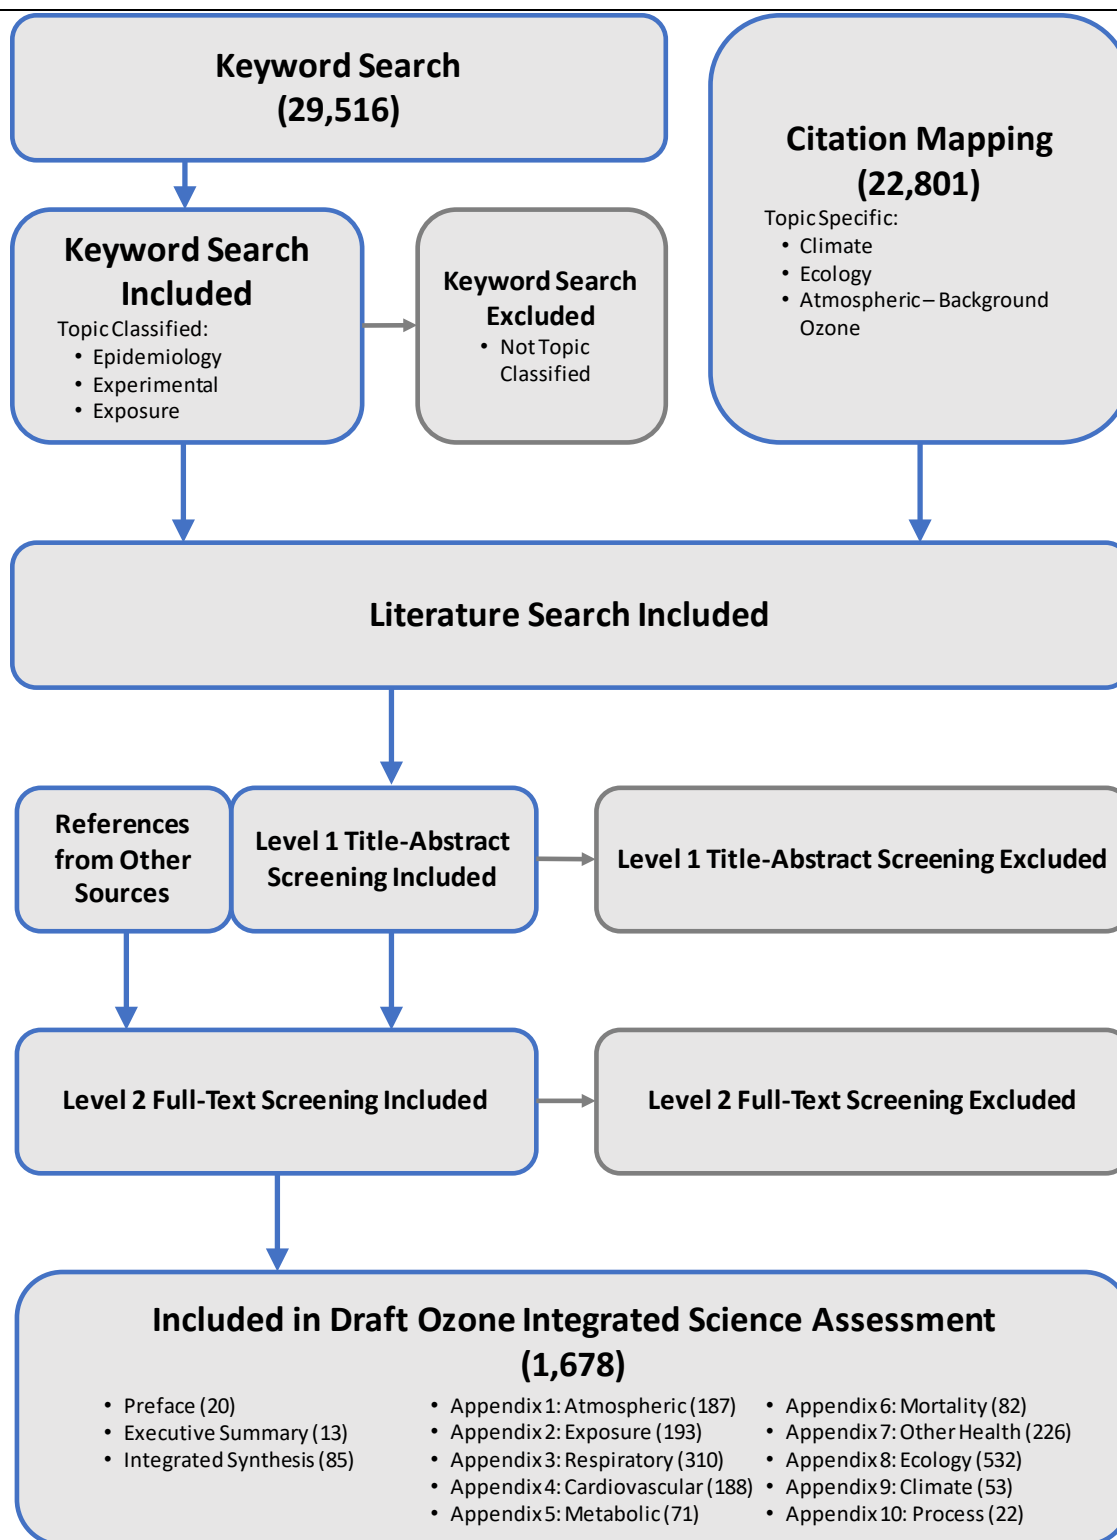 Keyword Search
(29,516)
Citation Mapping
(22,801)
Topic Specific:
• Climate
• Ecology
• Atmospheric – Background
Ozone
Keyword Search
Included
Topic Classified:
• Epidemiology
• Experimental
• Exposure
Keyword Search
Excluded
• Not Topic
Classified
Literature Search Included
References
from Other
Sources
Level 1 Title-Abstract
Screening Included
Level 1 Title-Abstract Screening Excluded
Level 2 Full-Text Screening Included
Level 2 Full-Text Screening Excluded
Included in Draft Ozone Integrated Science Assessment
(1,678)
• Preface (20)
• Executive Summary (13)
• Integrated Synthesis (85)
• Appendix 1: Atmospheric (187)
• Appendix 2: Exposure (193)
• Appendix 3: Respiratory (310)
• Appendix 4: Cardiovascular (188)
• Appendix 5: Metabolic (71)
• Appendix 6: Mortality (82)
• Appendix 7: Other Health (226)
• Appendix 8: Ecology (532)
• Appendix 9: Climate (53)
• Appendix 10: Process (22)